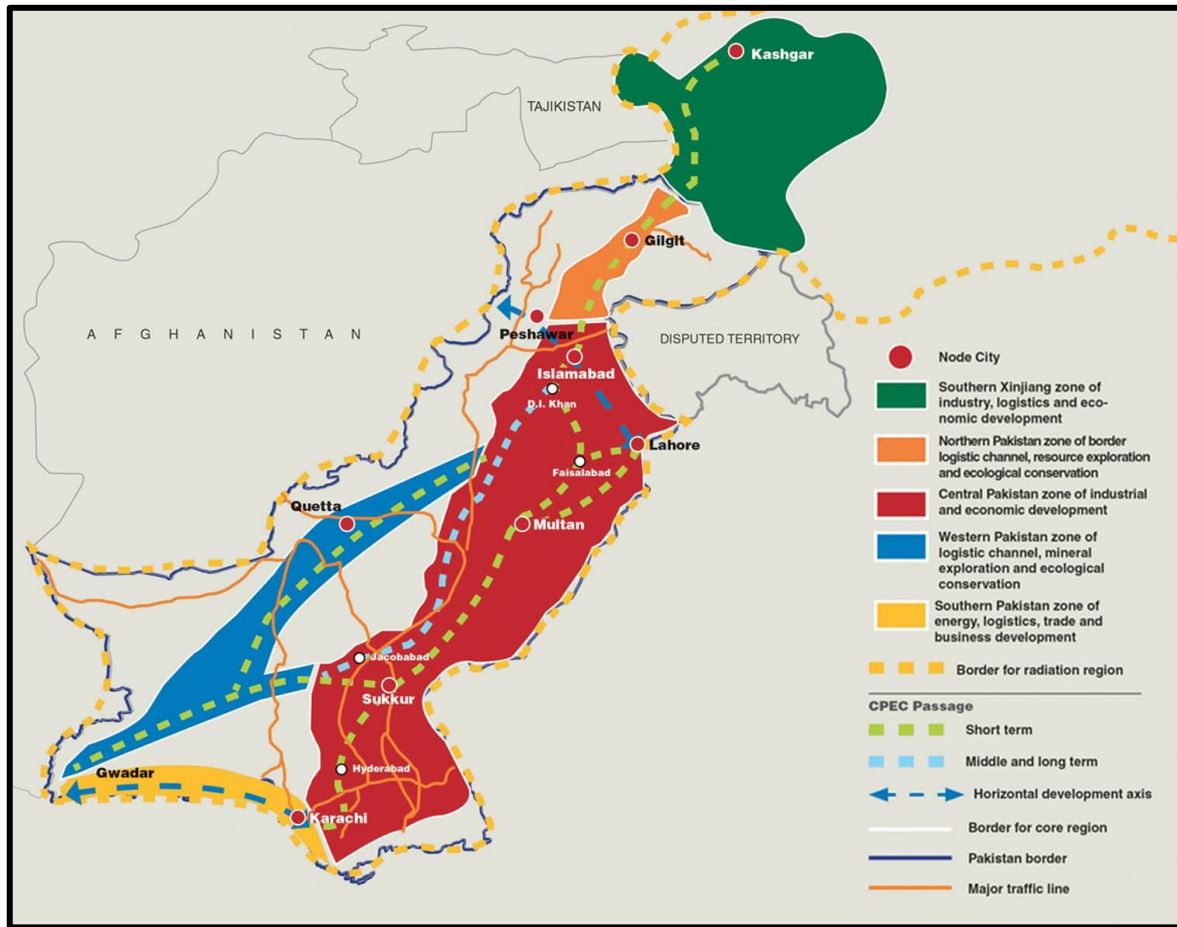 Kashgar
TAJIKISTAN
Gilgit
AFGHANISTAN
Peshawar
DISPUTED TERRITORY
Islamabad
D.I. Khan
Lahore
Faisalabad
Quetta
Multan
Jacobabad
Sukkur
Gwadar
Hyderabad
Karachi
Node City
Southern Xinjiang zone of
industry, logistics and eco-
nomic development
Northern Pakistan zone of border
logistic channel, resource exploration
and ecological conservation
Central Pakistan zone of industrial
and economic development
Western Pakistan zone of
logistic channel, mineral
exploration and ecological
conservation
Southern Pakistan zone of
energy, logistics, trade and
business development
Border for radiation region
CPEC Passage
Short term
Middle and long term
Horizontal development axis
Border for core region
Pakistan border
Major traffic line